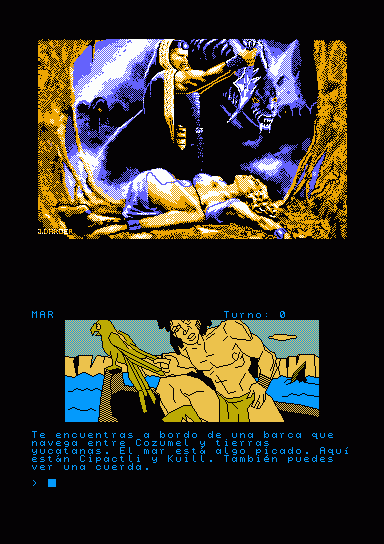 J.DARDER
MAR Turno: 0
Te encuentras a bordo de una barca que
navega entre Cozumel y tierras
yucatanas. El mar está algo picado. Aquí
están Cipactli y Kuill. También puedes
ver una cuerda.
>